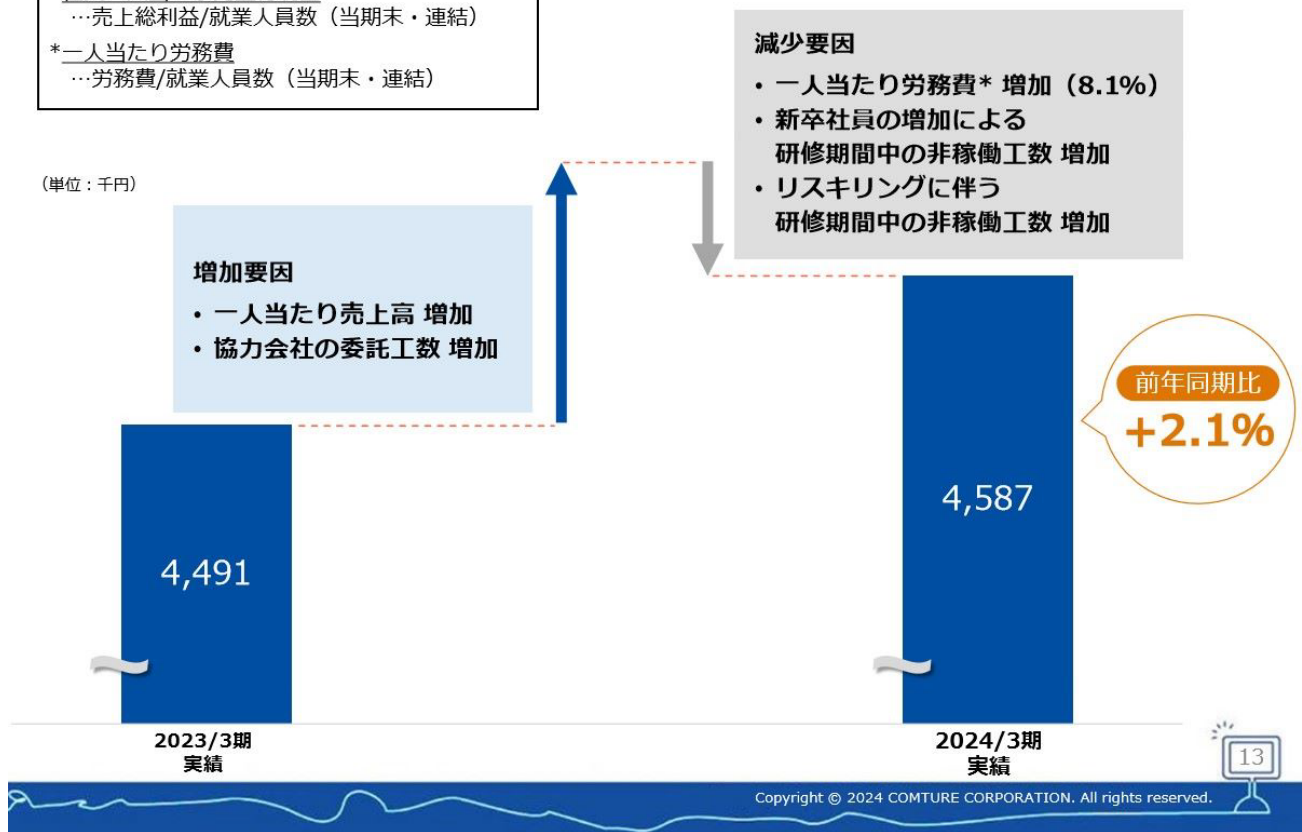 …売上総利益/就業人員数（当期末・連結）
*一人当たり労務費
…労務費/就業人員数（当期末・連結）
（単位：千円）
増加要因
・一人当たり売上高 増加
・協力会社の委託工数 増加
減少要因
・一人当たり労務費* 増加（8.1%）
・新卒社員の増加による
研修期間中の非稼働工数 増加
・リスキリングに伴う
研修期間中の非稼働工数 増加
前年同期比
+2.1%
4,491
4,587
2023/3期
実績
2024/3期
実績
13
Copyright © 2024 COMTURE CORPORATION. All rights reserved.